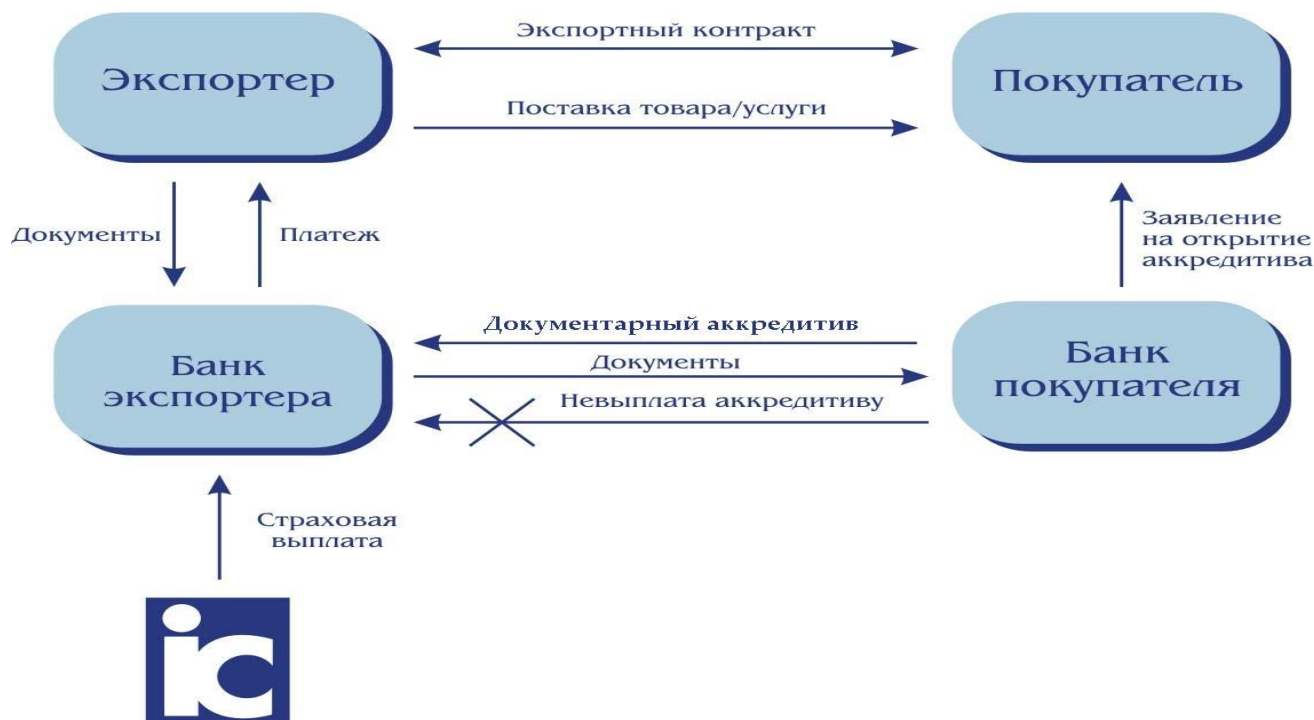 Экспортный контракт
Экспортер
Покупатель
Поставка товара/услуги
Документы
Платеж
Заявление
на открытие
аккредитива
Документарный аккредитив
Банк
экспортера
Документы
Банк
покупателя
Невыплата аккредитиву
Страховая
выплата
ic